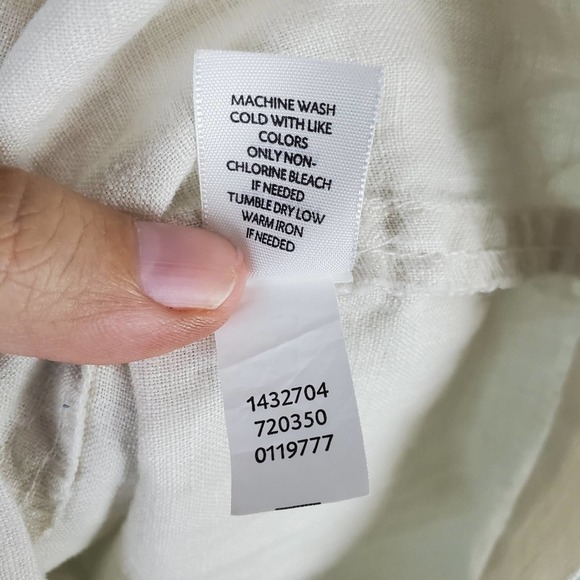 MACHINE WASH
COLD WITH LIKE
COLORS
ONLY NON-
CHLORINE BLEACH
IF NEEDED
TUMBLE DRY LOW
WARM IRON
IF NEEDED
1432704
720350
0119777